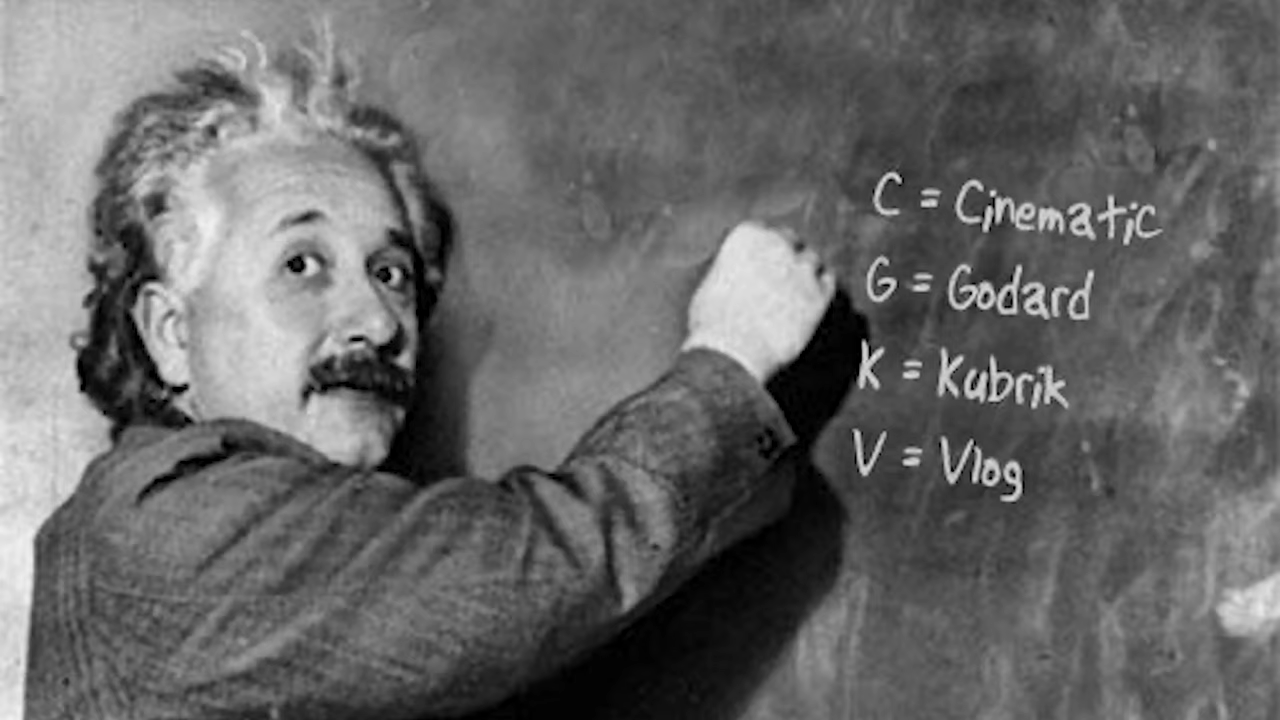 C = Cinematic
G = Godard
K = Kubrik
V = Vlog